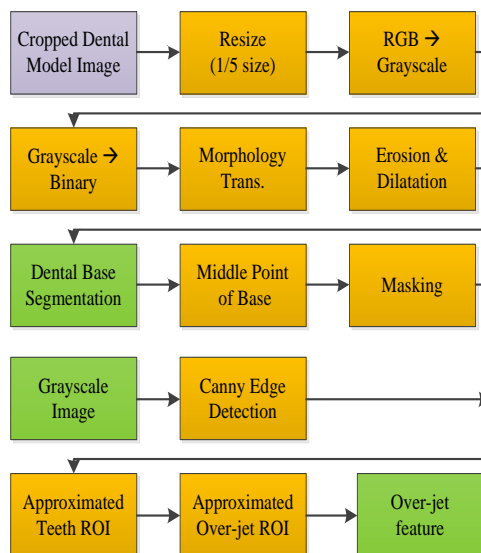 Cropped Dental
Model Image
Resize
(1/5 size)
RGB →
Grayscale
Grayscale →
Binary
Morphology
Trans.
Erosion &
Dilatation
Dental Base
Segmentation
Middle Point
of Base
Masking
Grayscale
Image
Canny Edge
Detection
Approximated
Teeth ROI
Approximated
Over-jet ROI
Over-jet
feature